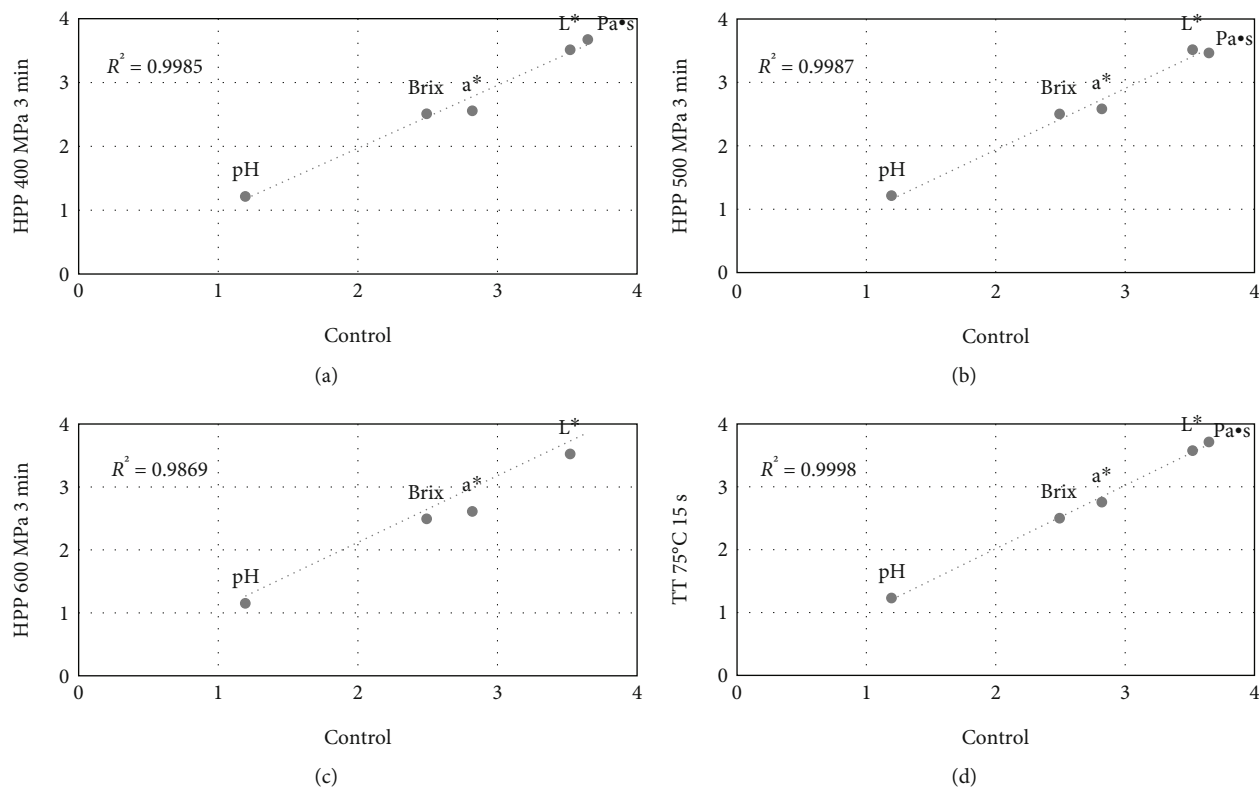 HPP 400 MPa 3 min
4
3
2
1
0
R² = 0.9985
pH
Brix
a*
L*
Pa•s
0 1 2 3 4
Control
(a)
HPP 500 MPa 3 min
4
3
2
1
0
R² = 0.9987
pH
Brix
a*
L*
Pa•s
0 1 2 3 4
Control
(b)
HPP 600 MPa 3 min
4
3
2
1
0
R² = 0.9869
pH
Brix
a*
L*
0 1 2 3 4
Control
(c)
TT 75°C 15 s
4
3
2
1
0
R² = 0.9998
pH
Brix
a*
L*
Pa•s
0 1 2 3 4
Control
(d)